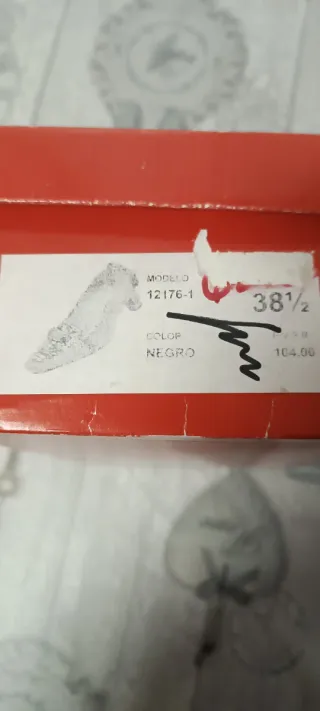 MODELO
12176-1
38½
COLOR
NEGRO
104.00